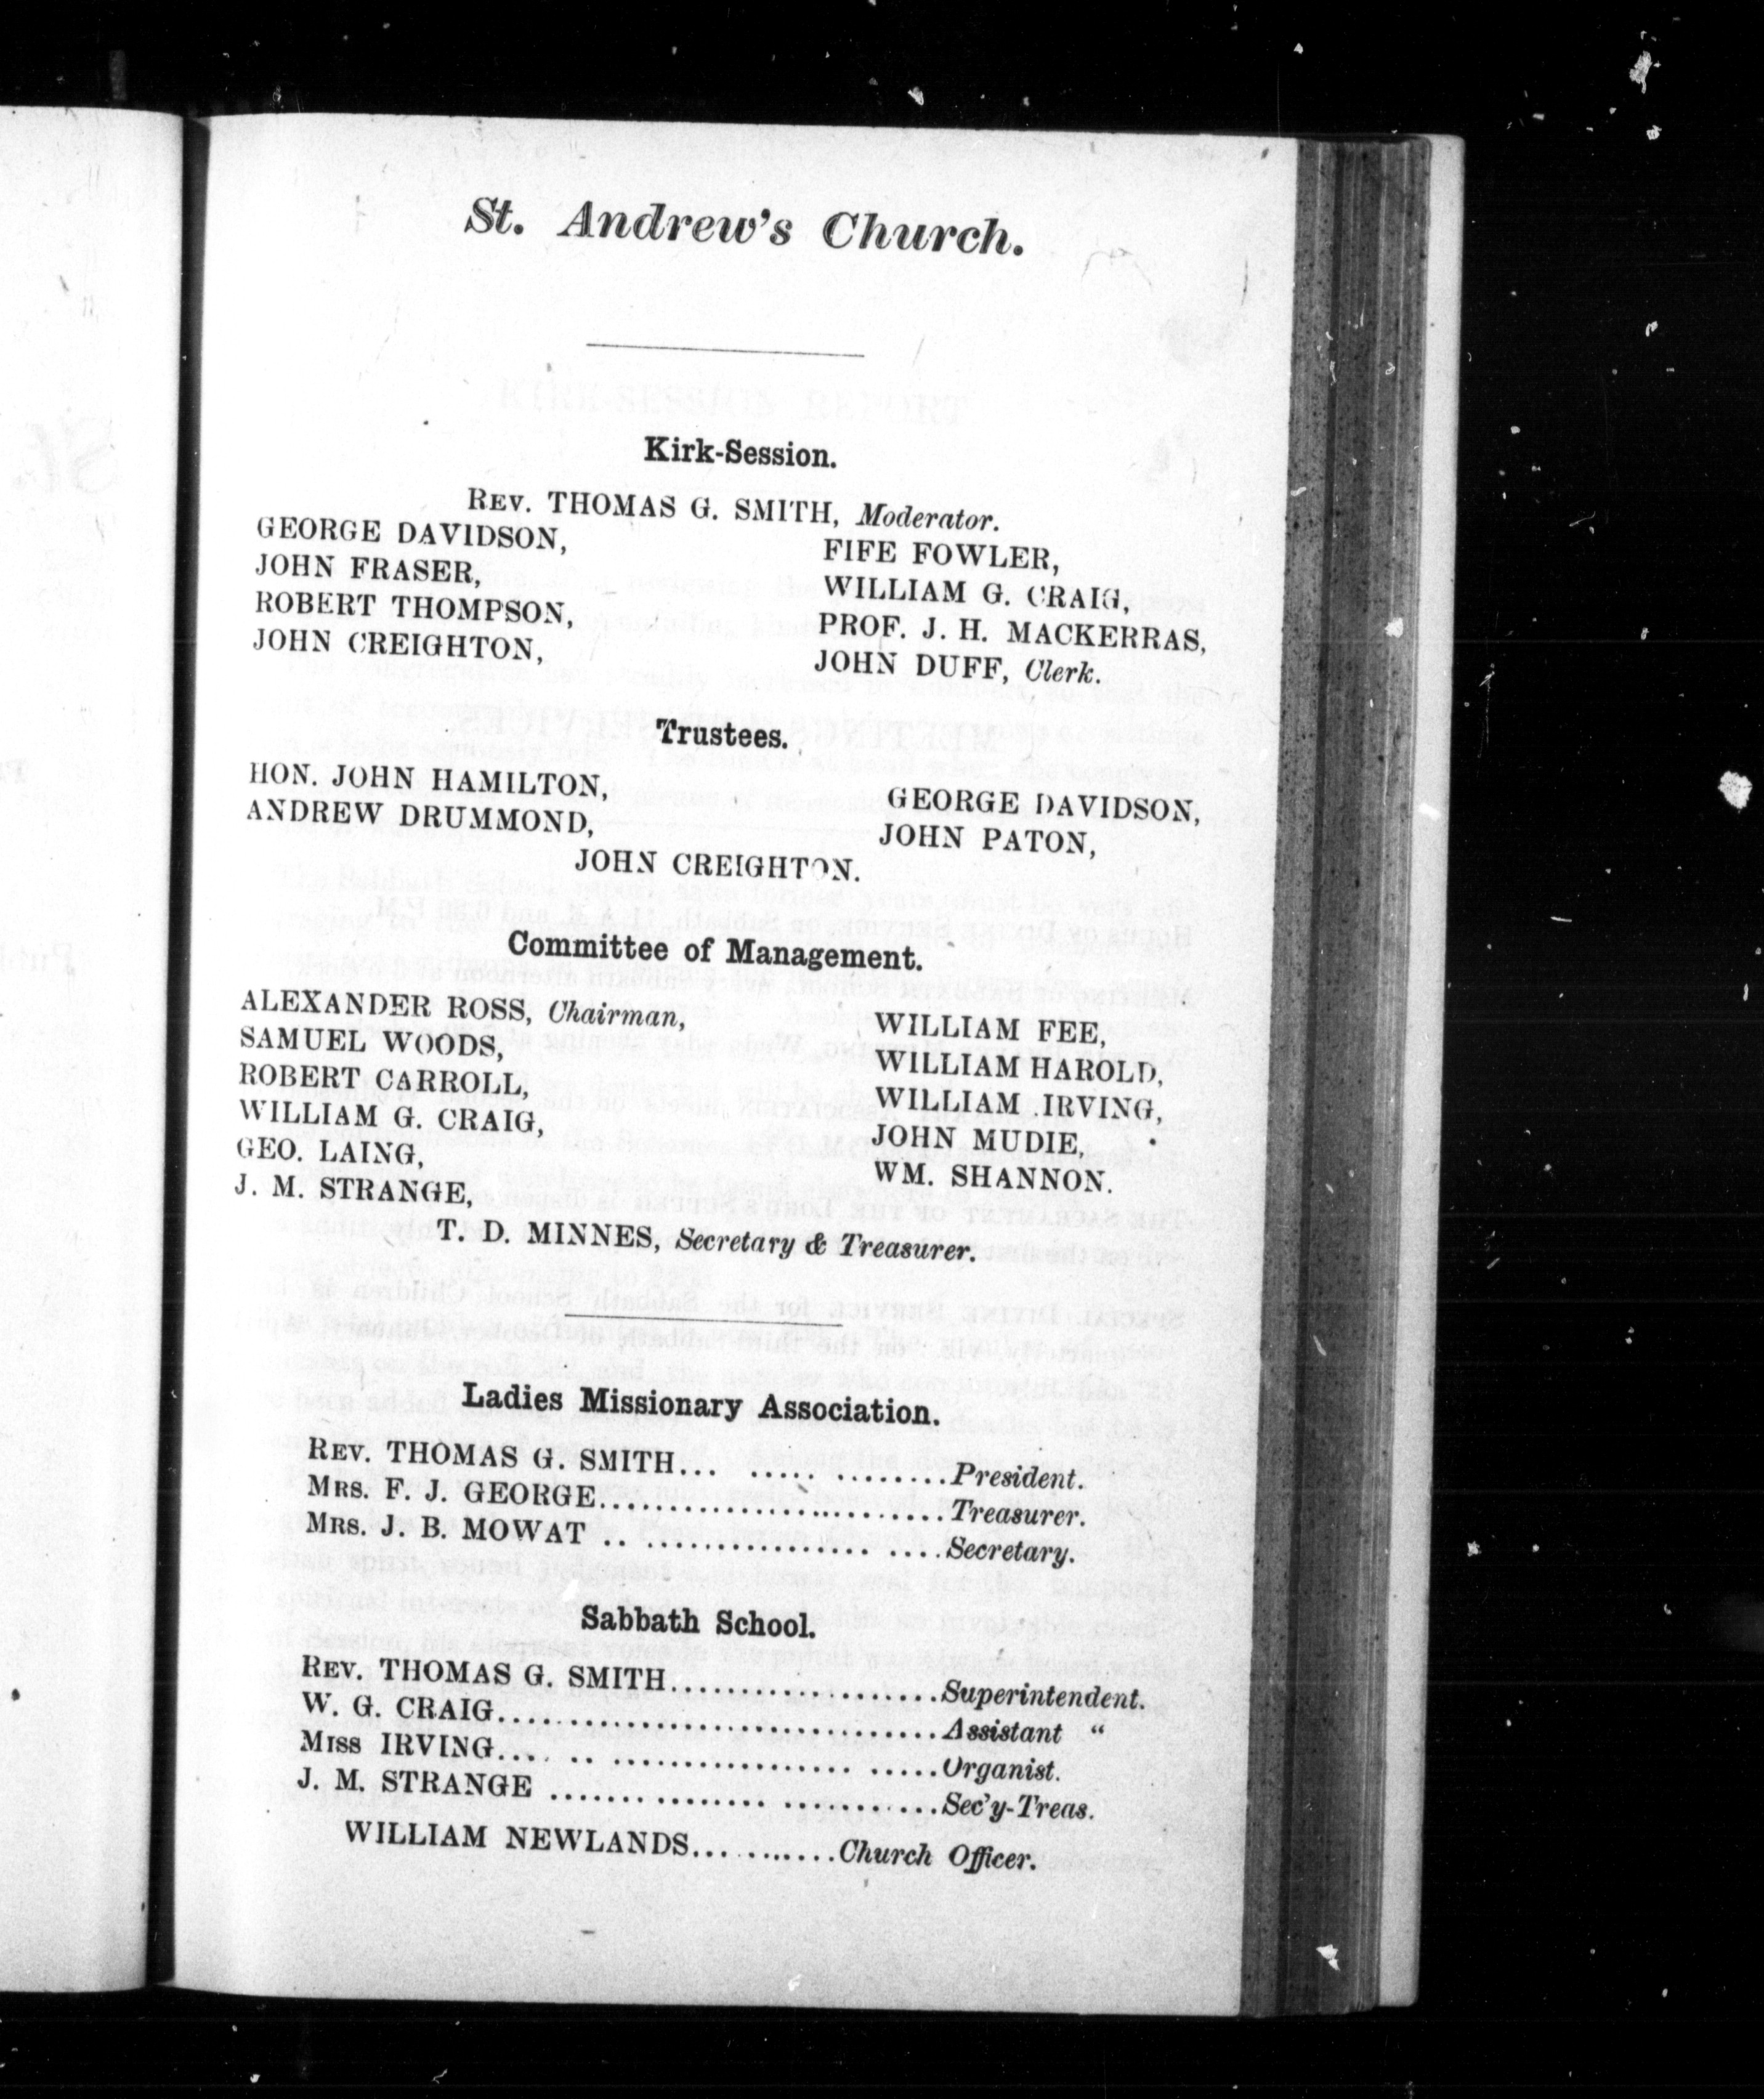 St. Andrew's Church.
Kirk-Session.
REV. THOMAS G. SMITH, Moderator.
GEORGE DAVIDSON, FIFE FOWLER,
JOHN FRASER, WILLIAM G. CRAIG,
ROBERT THOMPSON, PROF. J. H. MACKERRAS,
JOHN CREIGHTON, JOHN DUFF, Clerk.
Trustees.
HON. JOHN HAMILTON, GEORGE DAVIDSON,
ANDREW DRUMMOND, JOHN PATON,
JOHN CREIGHTON.
Committee of Management.
ALEXANDER ROSS, Chairman, WILLIAM FEE,
SAMUEL WOODS, WILLIAM HAROLD,
ROBERT CARROLL, WILLIAM IRVING,
WILLIAM G. CRAIG, JOHN MUDIE,
GEO. LAING, WM. SHANNON.
J. M. STRANGE,
T. D. MINNES, Secretary & Treasurer.
Ladies Missionary Association.
REV. THOMAS G. SMITH... ..... ........President.
MRS. F. J. GEORGE........................Treasurer.
MRS. J. B. MOWAT .. ................ ....Secretary.
Sabbath School.
REV. THOMAS G. SMITH........... .......Superintendent.
W. G. CRAIG...............................Assistant "
MISS IRVING.... .. ................. .....Organist.
J. M. STRANGE ............... ...........Sec'y-Treas.
WILLIAM NEWLANDS... .......Church Officer.